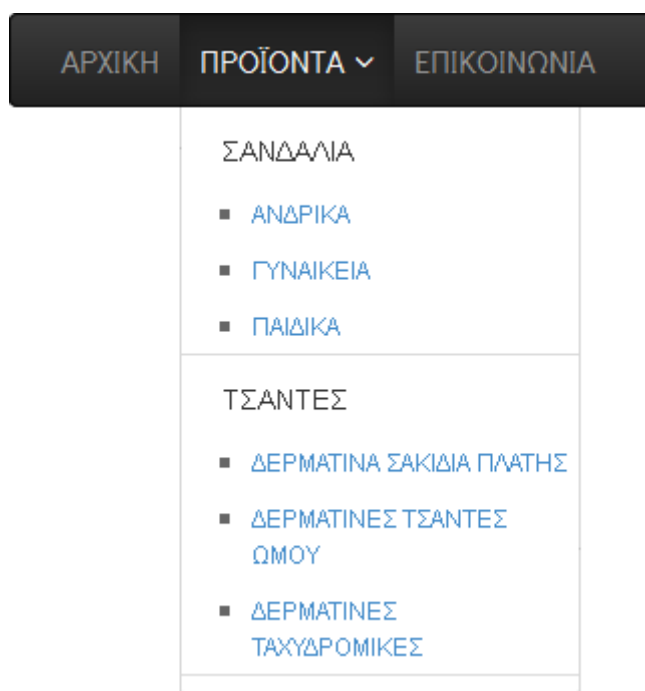 ΑΡΧΙΚΗ ΠΡΟΪΟΝΤΑ ΕΠΙΚΟΙΝΩΝΙΑ
ΣΑΝΔΑΛΙΑ
ΑΝΔΡΙΚΑ
ΓΥΝΑΙΚΕΙΑ
ΠΑΙΔΙΚΑ
ΤΣΑΝΤΕΣ
ΔΕΡΜΑΤΙΝΑ ΣΑΚΙΔΙΑ ΠΛΑΤΗΣ
ΔΕΡΜΑΤΙΝΕΣ ΤΣΑΝΤΕΣ
ΩΜΟΥ
ΔΕΡΜΑΤΙΝΕΣ
ΤΑΧΥΔΡΟΜΙΚΕΣ